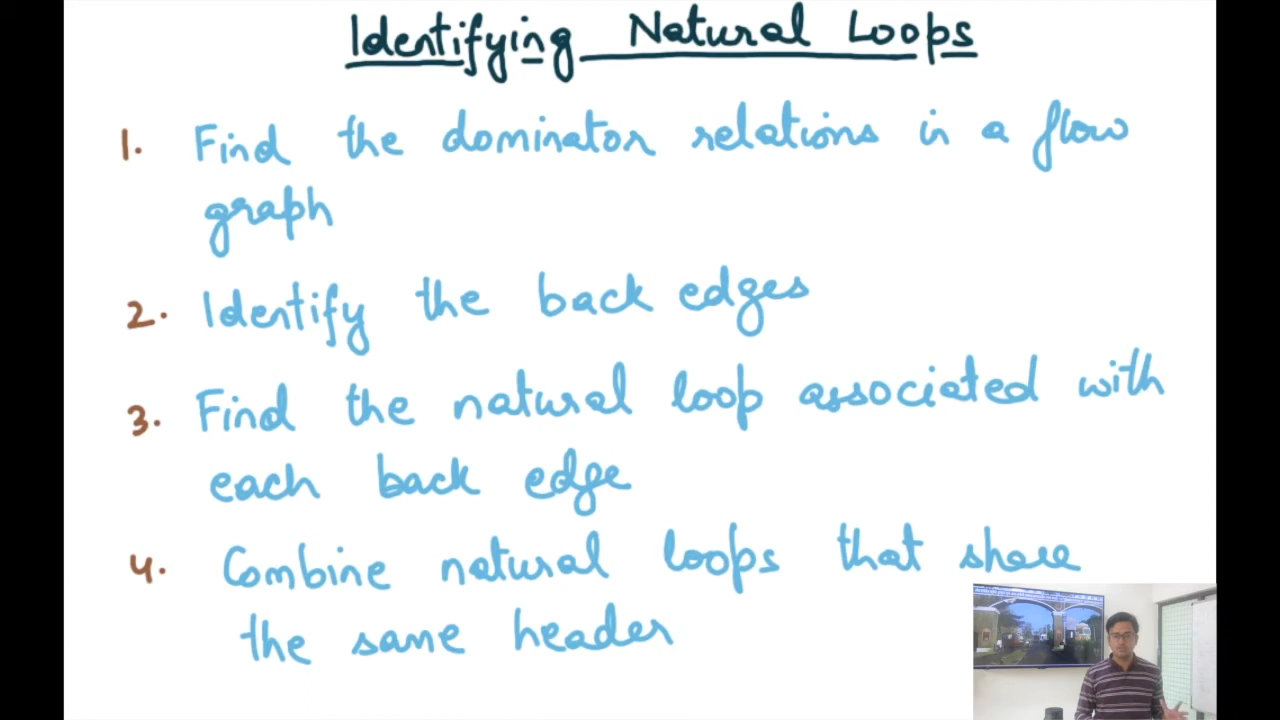 Identifying Natural Loops
1. Find the dominator relations in a flow
graph
2. Identify the back edges
3. Find the natural loop associated with
each back edge
4. Combine natural loops that share
the same header